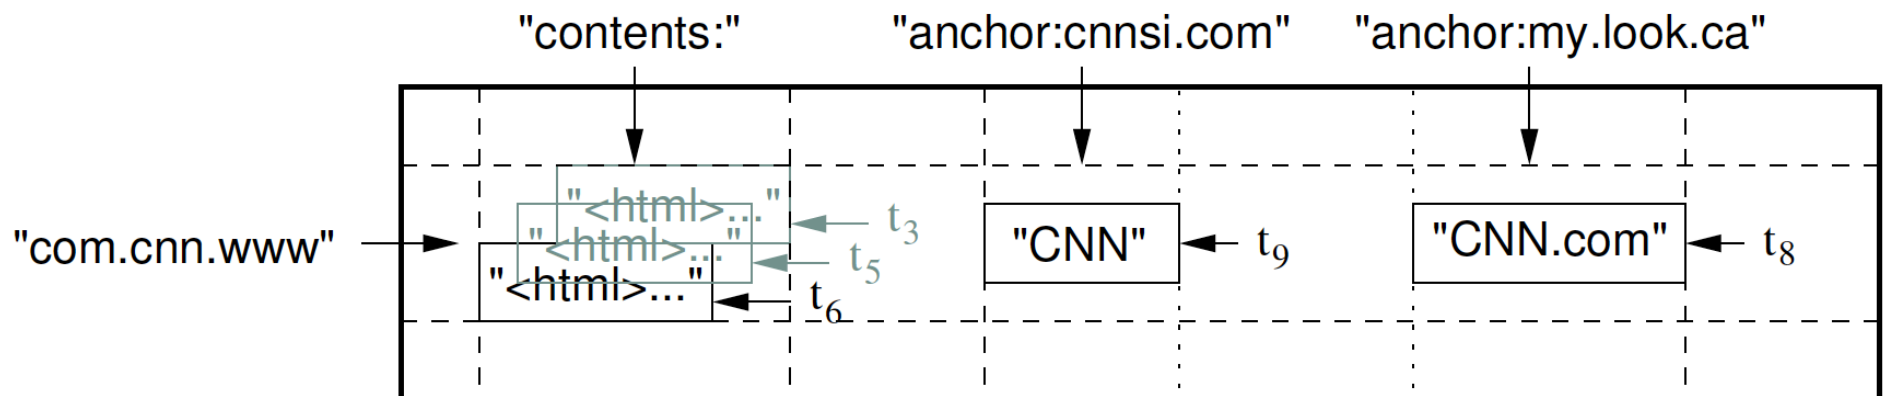 "contents:" "anchor:cnnsi.com" "anchor:my.look.ca"
"<html>..." t3
"com.cnn.www" "<html>..." t5 "CNN" t9 "CNN.com" t8
"<html>..." t6